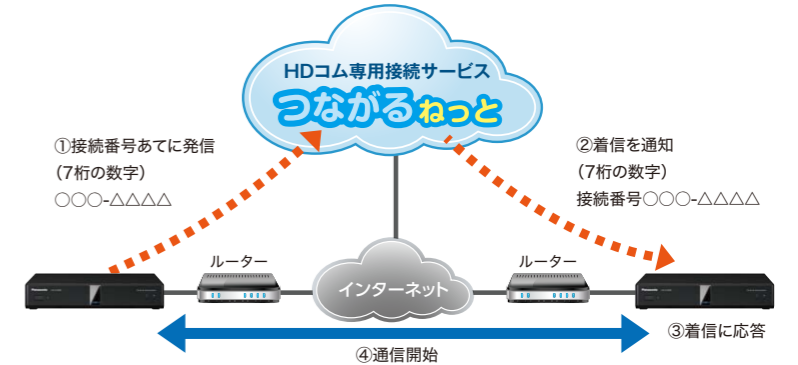 HDコム専用接続サービス
つながるねっと
①接続番号あてに発信
(7桁の数字)
○○○-△△△△
②着信を通知
(7桁の数字)
接続番号○○○-△△△△
ルーター
ルーター
Panasonic
インターネット
Panasonic
③着信に応答
④通信開始